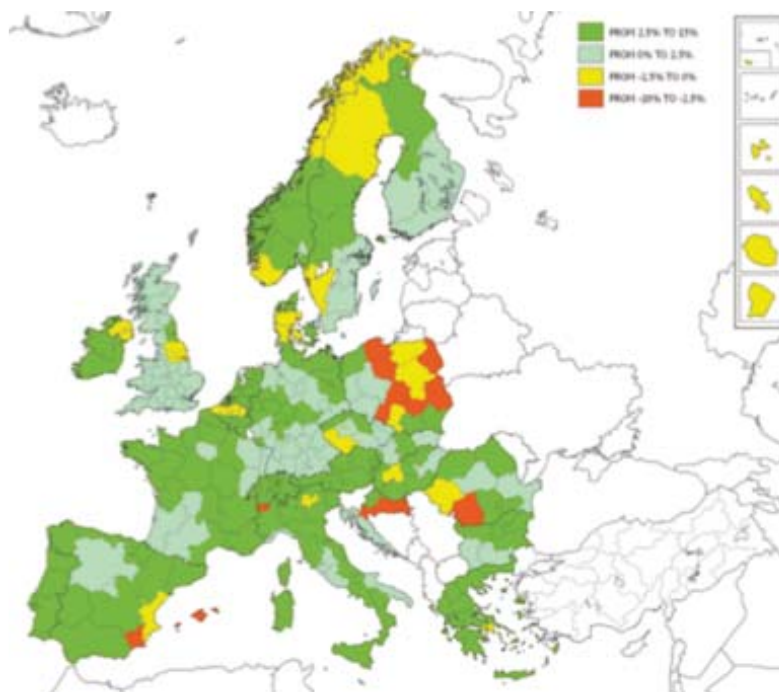 FROM 2.5% TO 15%
FROM 0% TO 2.5%
FROM -2.5% TO 0%
FROM -20% TO -2.5%